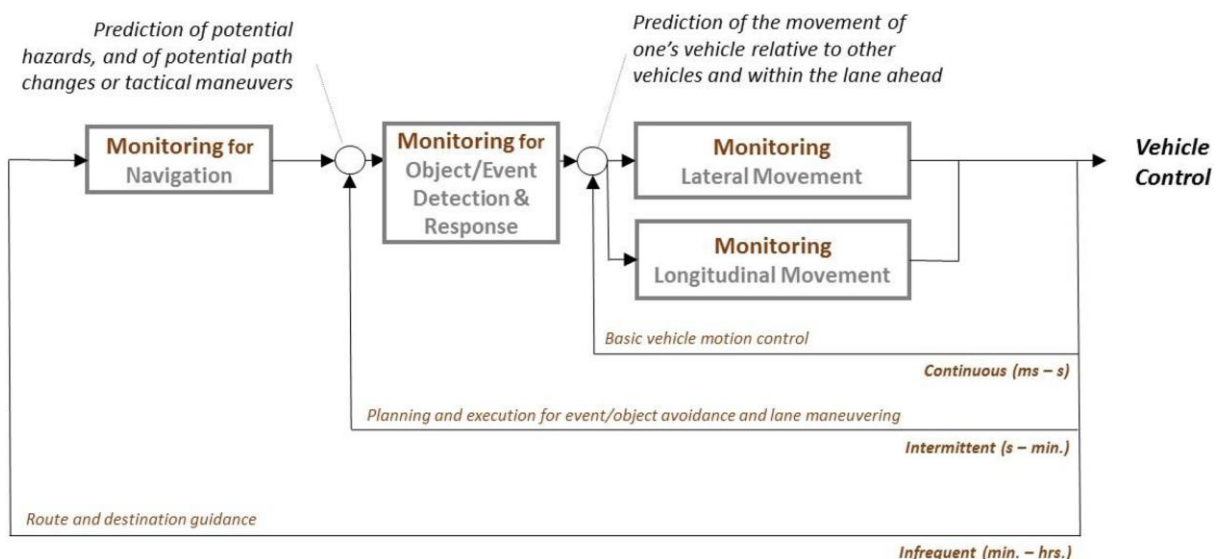 Prediction of potential
hazards, and of potential path
changes or tactical maneuvers
Prediction of the movement of
one's vehicle relative to other
vehicles and within the lane ahead
Monitoring for
Navigation
Monitoring for
Object/Event
Detection &
Response
Monitoring
Lateral Movement
Monitoring
Longitudinal Movement
Vehicle
Control
Basic vehicle motion control
Continuous (ms – s)
Planning and execution for event/object avoidance and lane maneuvering
Intermittent (s – min.)
Route and destination guidance
Infrequent (min. – hrs.)